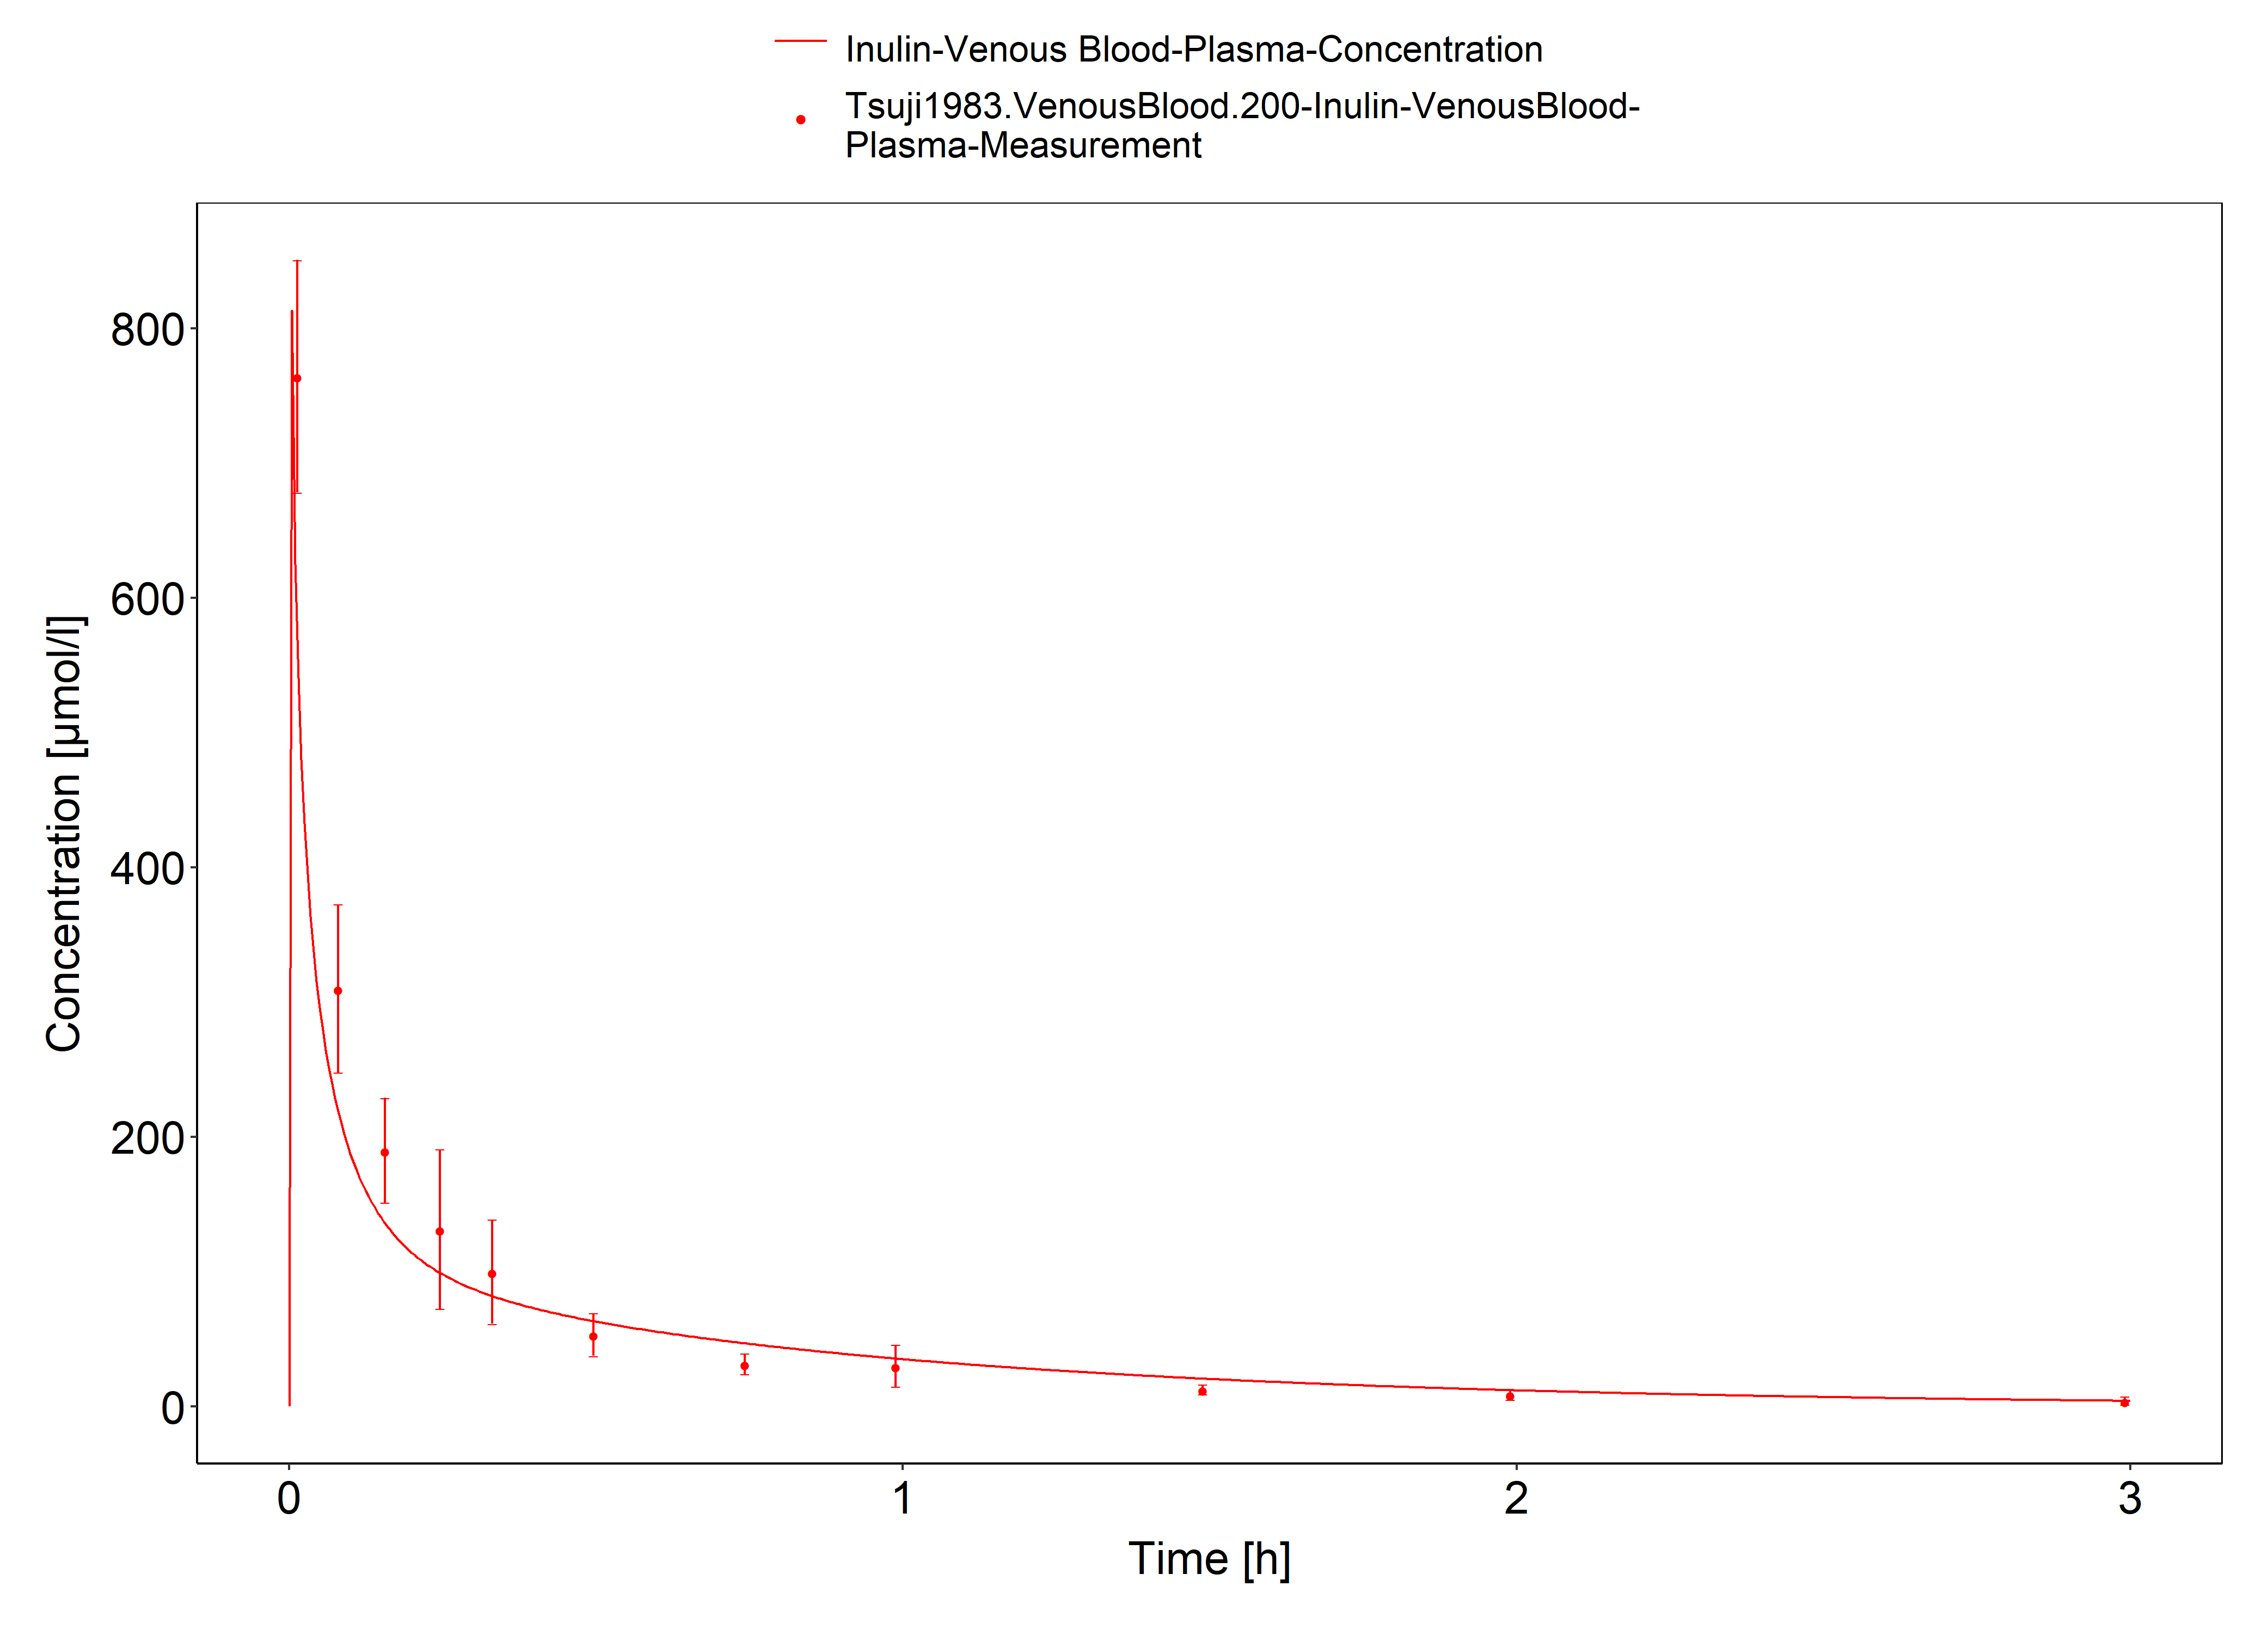 Inulin-Venous Blood-Plasma-Concentration
Tsuji1983.VenousBlood.200-Inulin-VenousBlood-
Plasma-Measurement
Concentration [µmol/l]
800
600
400
200
0
0
1
2
3
Time [h]